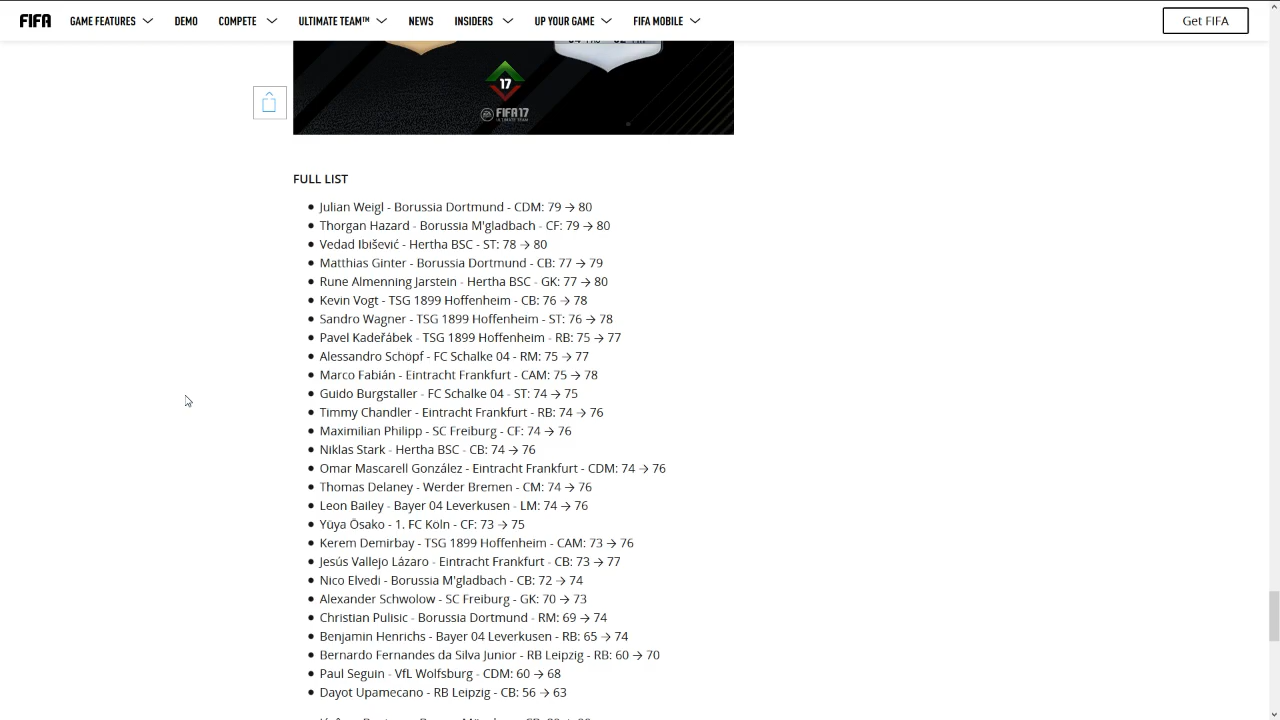 FIFA GAME FEATURES DEMO COMPETE ULTIMATE TEAM™ NEWS INSIDERS UP YOUR GAME FIFA MOBILE Get FIFA
17
FIFA 17
ULTIMATE TEAM
FULL LIST
Julian Weigl - Borussia Dortmund - CDM: 79 → 80
Thorgan Hazard - Borussia M'gladbach - CF: 79 → 80
Vedad Ibišević - Hertha BSC - ST: 78 → 80
Matthias Ginter - Borussia Dortmund - CB: 77 → 79
Rune Almenning Jarstein - Hertha BSC - GK: 77 → 80
Kevin Vogt - TSG 1899 Hoffenheim - CB: 76 → 78
Sandro Wagner - TSG 1899 Hoffenheim - ST: 76 → 78
Pavel Kadeřábek - TSG 1899 Hoffenheim - RB: 75 → 77
Alessandro Schöpf - FC Schalke 04 - RM: 75 → 77
Marco Fabián - Eintracht Frankfurt - CAM: 75 → 78
Guido Burgstaller - FC Schalke 04 - ST: 74 → 75
Timmy Chandler - Eintracht Frankfurt - RB: 74 → 76
Maximilian Philipp - SC Freiburg - CF: 74 → 76
Niklas Stark - Hertha BSC - CB: 74 → 76
Omar Mascarell González - Eintracht Frankfurt - CDM: 74 → 76
Thomas Delaney - Werder Bremen - CM: 74 → 76
Leon Bailey - Bayer 04 Leverkusen - LM: 74 → 76
Yūya Ōsako - 1. FC Köln - CF: 73 → 75
Kerem Demirbay - TSG 1899 Hoffenheim - CAM: 73 → 76
Jesús Vallejo Lázaro - Eintracht Frankfurt - CB: 73 → 77
Nico Elvedi - Borussia M'gladbach - CB: 72 → 74
Alexander Schwolow - SC Freiburg - GK: 70 → 73
Christian Pulisic - Borussia Dortmund - RM: 69 → 74
Benjamin Henrichs - Bayer 04 Leverkusen - RB: 65 → 74
Bernardo Fernandes da Silva Junior - RB Leipzig - RB: 60 → 70
Paul Seguin - VfL Wolfsburg - CDM: 60 → 68
Dayot Upamecano - RB Leipzig - CB: 56 → 63